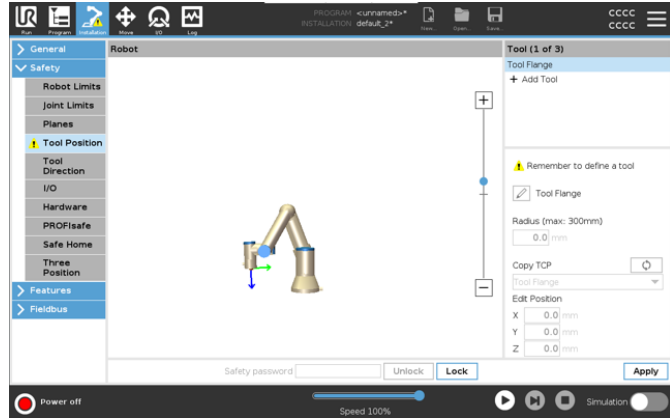 PROGRAM <unnamed>*
INSTALLATION default_2*
UR
Run
Program
Installation
Move
I/O
Log
New...
Open...
Save...
CCCC
CCCC
General
Safety
Robot Limits
Joint Limits
Planes
Tool Position
Tool
Direction
I/O
Hardware
PROFIsafe
Safe Home
Three
Position
Features
Fieldbus
Robot
Tool (1 of 3)
Tool Flange
+ Add Tool
Remember to define a tool
Tool Flange
Radius (max: 300mm)
0.0 mm
Copy TCP
Tool Flange
Edit Position
X 0.0 mm
Y 0.0 mm
Z 0.0 mm
Safety password
Unlock
Lock
Apply
Power off
Speed 100%
Simulation